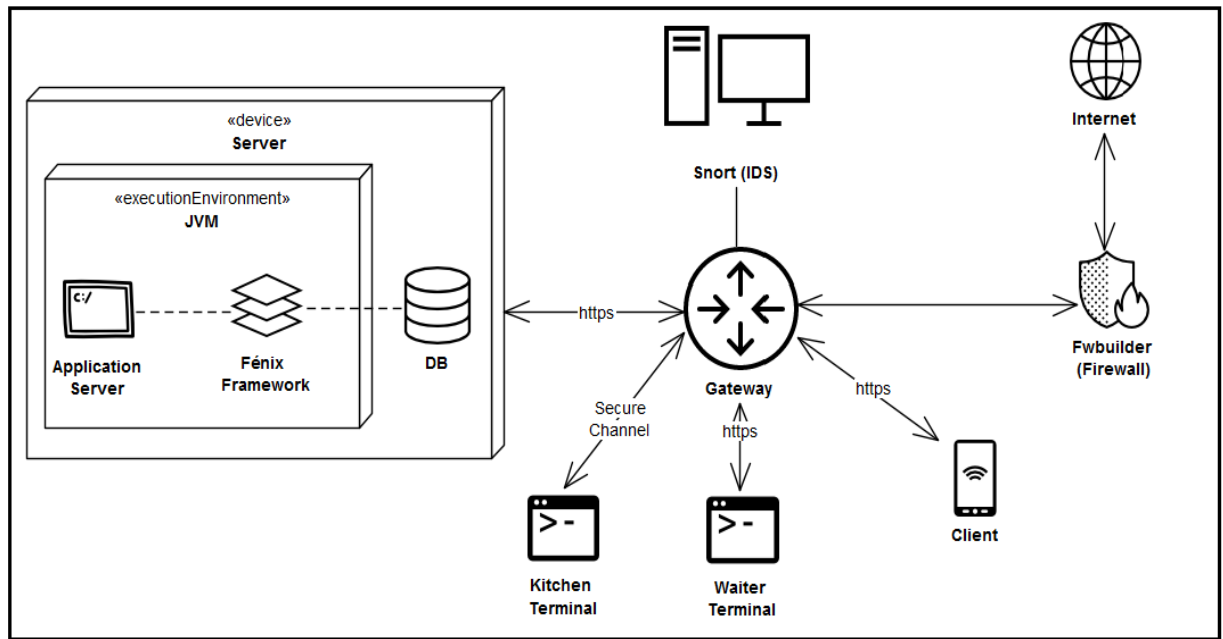 «device»
Server
«executionEnvironment»
JVM
C:/
Application
Server
Fénix
Framework
DB
https
Snort (IDS)
Gateway
Internet
Fwbuilder
(Firewall)
Secure
Channel
https
https
>-
Kitchen
Terminal
>-
Waiter
Terminal
Client